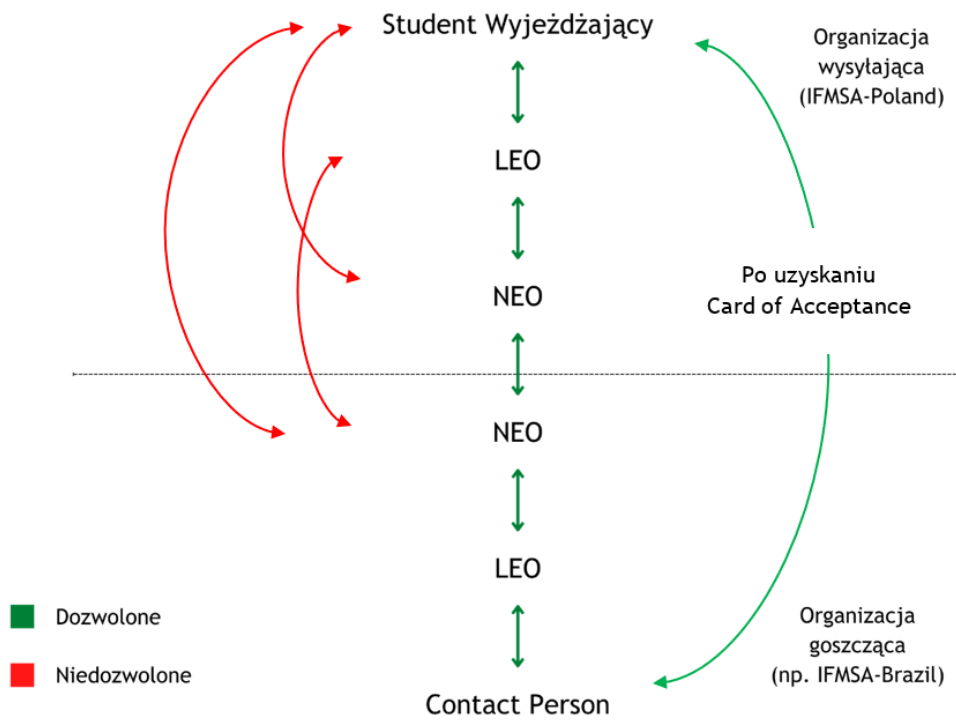 Student Wyjeżdżający
Organizacja
wysyłająca
(IFMSA-Poland)
LEO
NEO
Po uzyskaniu
Card of Acceptance
NEO
LEO
Dozwolone
Niedozwolone
Organizacja
goszcząca
(np. IFMSA-Brazil)
Contact Person